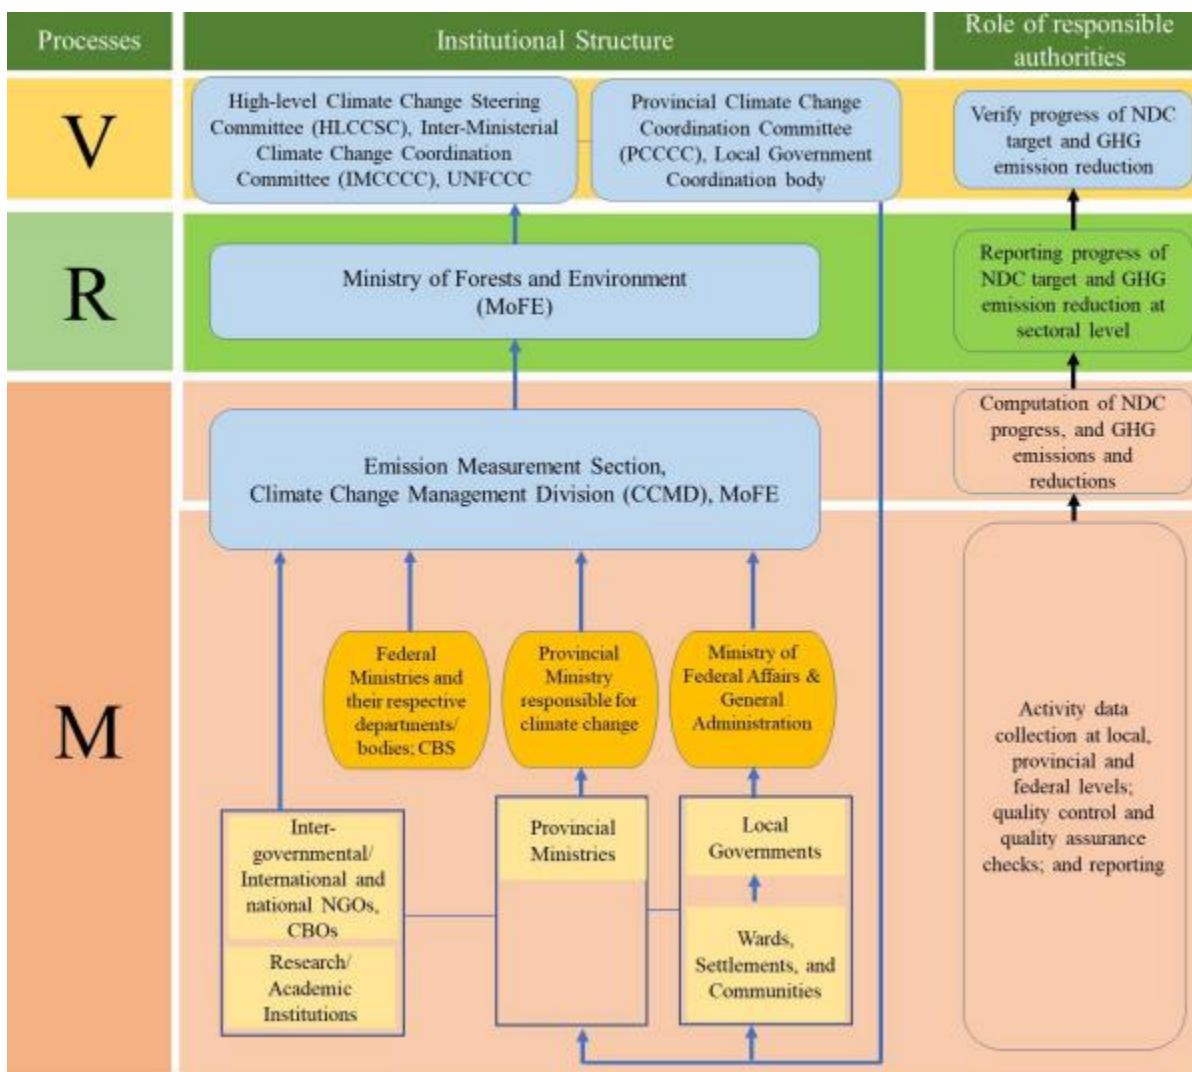 Processes
Institutional Structure
Role of responsible
authorities
V
High-level Climate Change Steering
Committee (HLCCSC), Inter-Ministerial
Climate Change Coordination
Committee (IMCCCC), UNFCCC
Provincial Climate Change
Coordination Committee
(PCCCC), Local Government
Coordination body
Verify progress of NDC
target and GHG
emission reduction
R
Ministry of Forests and Environment
(MoFE)
Reporting progress of
NDC target and GHG
emission reduction at
sectoral level
M
Emission Measurement Section,
Climate Change Management Division (CCMD), MoFE
Computation of NDC
progress, and GHG
emissions and
reductions
Federal
Ministries and
their respective
departments/
bodies; CBS
Provincial
Ministry
responsible for
climate change
Ministry of
Federal Affairs &
General
Administration
Activity data
collection at local,
provincial and
federal levels;
quality control and
quality assurance
checks; and reporting
Inter-
governmental/
International and
national NGOs,
CBOs
Research/
Academic
Institutions
Provincial
Ministries
Local
Governments
Wards,
Settlements, and
Communities